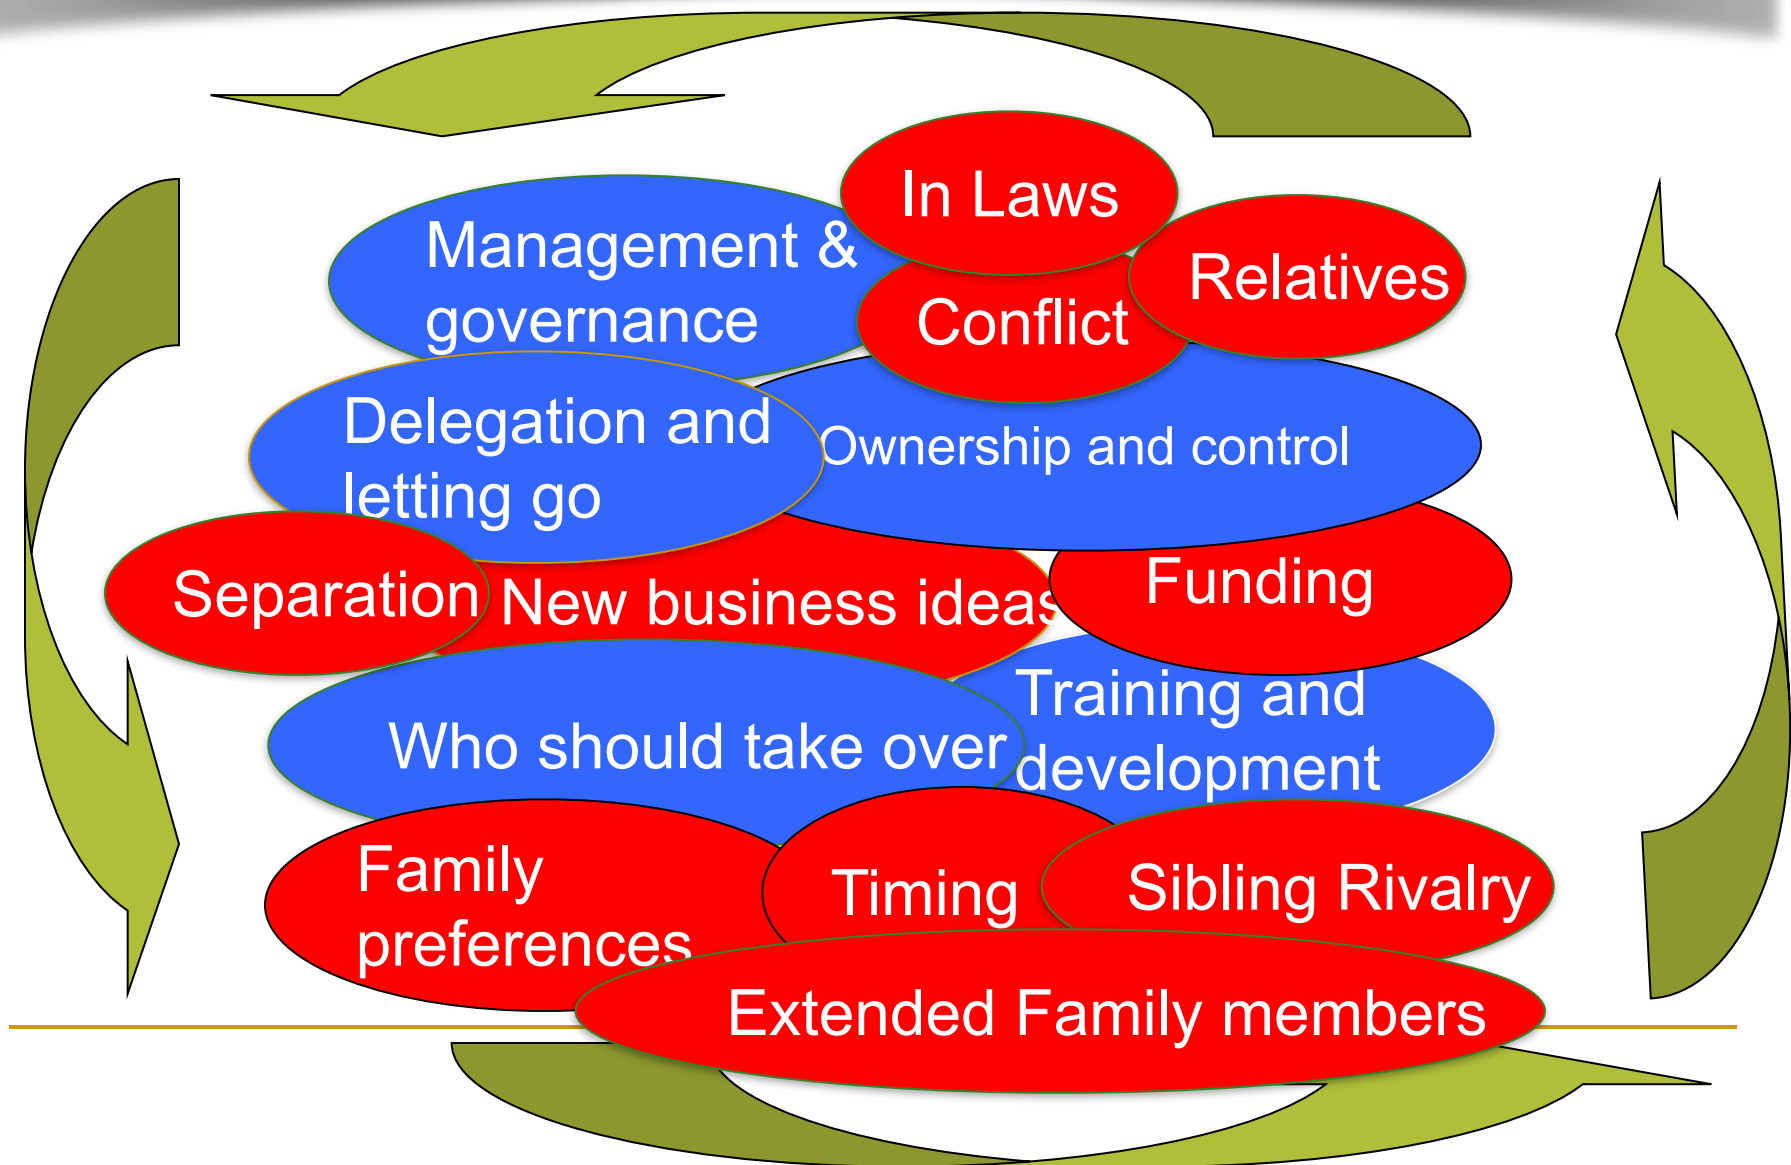 In Laws
Management &
governance
Relatives
Conflict
Delegation and
letting go
Ownership and control
Separation
New business ideas
Funding
Who should take over
Training and
development
Family
preferences
Timing
Sibling Rivalry
Extended Family members